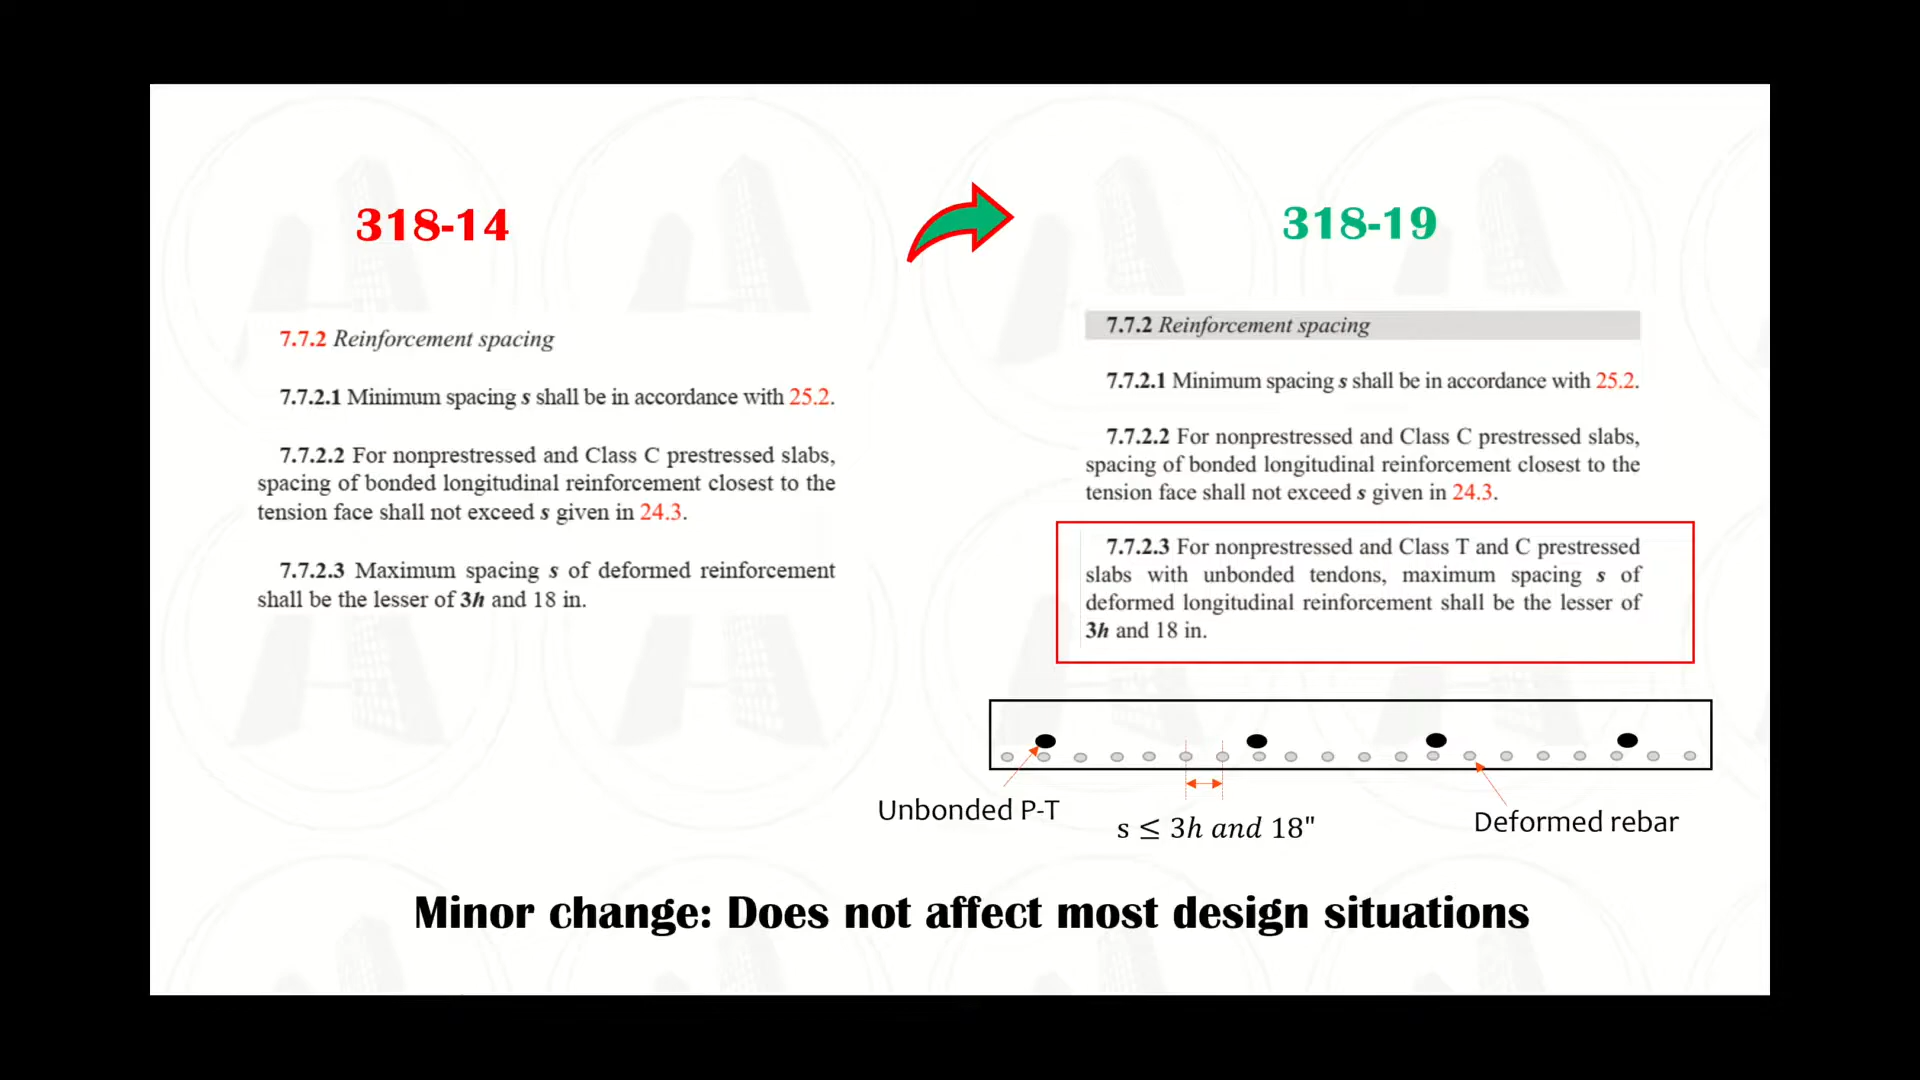 318-14
7.7.2 Reinforcement spacing
7.7.2.1 Minimum spacing s shall be in accordance with 25.2.
7.7.2.2 For nonprestressed and Class C prestressed slabs,
spacing of bonded longitudinal reinforcement closest to the
tension face shall not exceed s given in 24.3.
7.7.2.3 Maximum spacing s of deformed reinforcement
shall be the lesser of 3h and 18 in.
318-19
7.7.2 Reinforcement spacing
7.7.2.1 Minimum spacing s shall be in accordance with 25.2.
7.7.2.2 For nonprestressed and Class C prestressed slabs,
spacing of bonded longitudinal reinforcement closest to the
tension face shall not exceed s given in 24.3.
7.7.2.3 For nonprestressed and Class T and C prestressed
slabs with unbonded tendons, maximum spacing s of
deformed longitudinal reinforcement shall be the lesser of
3h and 18 in.
Unbonded P-T
s ≤ 3h and 18"
Deformed rebar
Minor change: Does not affect most design situations